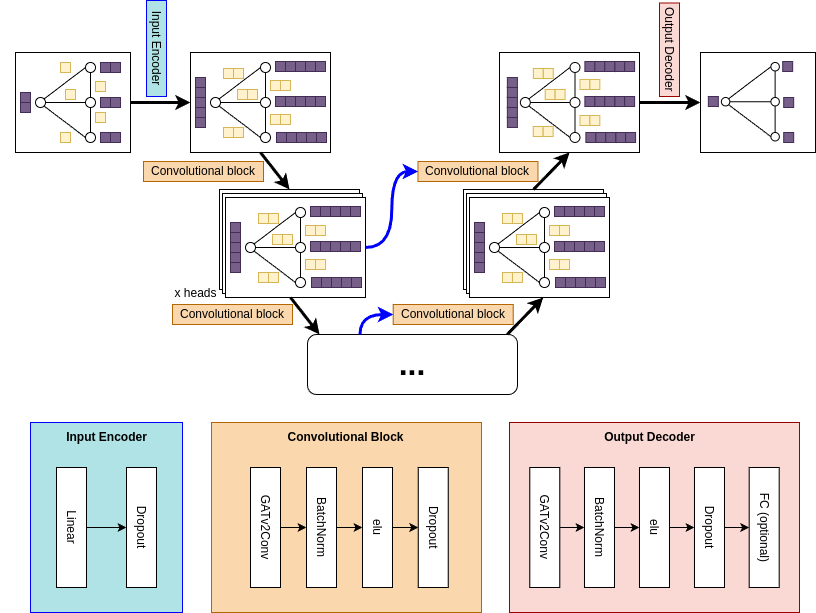 Input Encoder
Output Decoder
Convolutional block
Convolutional block
x heads
Convolutional block
Convolutional block
...
Input Encoder
Linear
Dropout
Convolutional Block
GATv2Conv
BatchNorm
elu
Dropout
Output Decoder
GATv2Conv
BatchNorm
elu
Dropout
FC (optional)